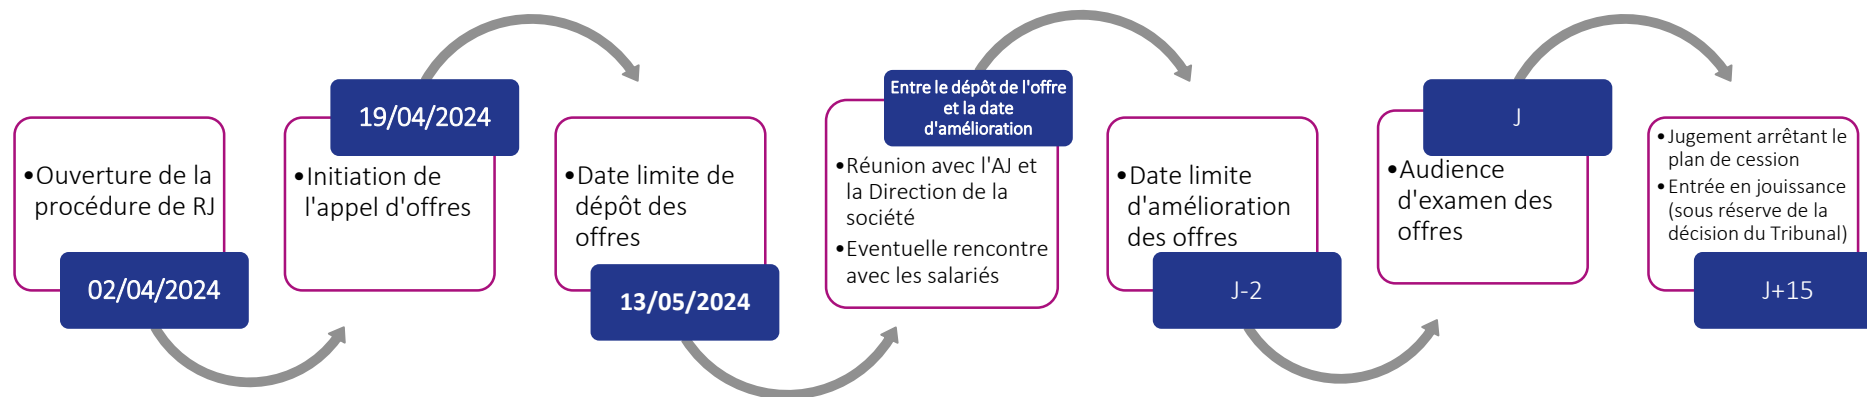 •Ouverture de la
procédure de RJ
02/04/2024
19/04/2024
•Initiation de
l'appel d'offres
•Date limite de
dépôt des
offres
13/05/2024
Entre le dépôt de l'offre
et la date
d'amélioration
•Réunion avec l'AJ et
la Direction de la
société
•Eventuelle rencontre
avec les salariés
•Date limite
d'amélioration
des offres
J-2
J
•Audience
d'examen des
offres
•Jugement arrêtant le
plan de cession
•Entrée en jouissance
(sous réserve de la
décision du Tribunal)
J+15